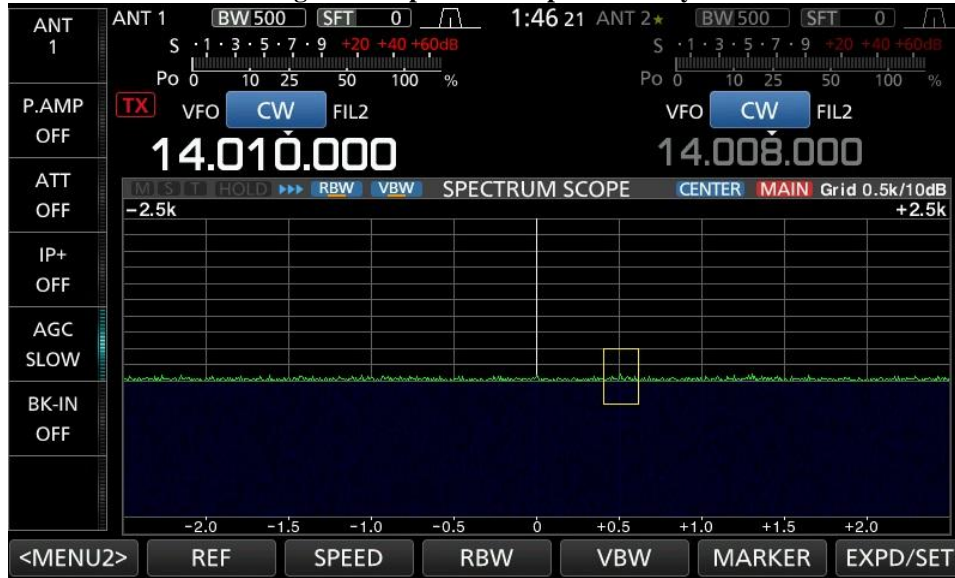 ANT 1
ANT 1 BW 500 SFT 0 1:46 21 ANT 2★ BW 500 SFT 0
S ·1·3·5·7·9 +20 +40 +60dB S ·1·3·5·7·9 +20 +40 +60dB
Po 0 10 25 50 100 % Po 0 10 25 50 100 %
P.AMP OFF
TX VFO CW FIL2 VFO CW FIL2
14.010.000 14.008.000
ATT OFF
M S T HOLD ▸▸▸ RBW VBW SPECTRUM SCOPE CENTER MAIN Grid 0.5k/10dB
−2.5k +2.5k
IP+
OFF
AGC
SLOW
BK-IN
OFF
−2.0 −1.5 −1.0 −0.5 0 +0.5 +1.0 +1.5 +2.0
<MENU2> REF SPEED RBW VBW MARKER EXPD/SET